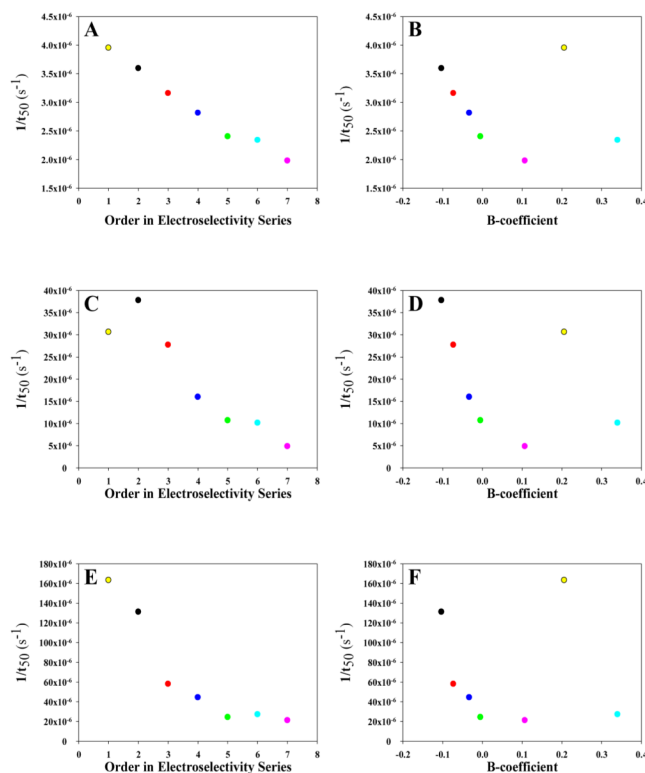 A
4.5x10⁻⁶
4.0x10⁻⁶
3.5x10⁻⁶
3.0x10⁻⁶
2.5x10⁻⁶
2.0x10⁻⁶
1.5x10⁻⁶
1/t₅₀ (s⁻¹)
0 1 2 3 4 5 6 7 8
Order in Electroselectivity Series
B
4.5x10⁻⁶
4.0x10⁻⁶
3.5x10⁻⁶
3.0x10⁻⁶
2.5x10⁻⁶
2.0x10⁻⁶
1.5x10⁻⁶
1/t₅₀ (s⁻¹)
-0.2 -0.1 0.0 0.1 0.2 0.3 0.4
B-coefficient
C
40x10⁻⁶
35x10⁻⁶
30x10⁻⁶
25x10⁻⁶
20x10⁻⁶
15x10⁻⁶
10x10⁻⁶
5x10⁻⁶
0
1/t₅₀ (s⁻¹)
0 1 2 3 4 5 6 7 8
Order in Electroselectivity Series
D
40x10⁻⁶
35x10⁻⁶
30x10⁻⁶
25x10⁻⁶
20x10⁻⁶
15x10⁻⁶
10x10⁻⁶
5x10⁻⁶
0
1/t₅₀ (s⁻¹)
-0.2 -0.1 0.0 0.1 0.2 0.3 0.4
B-coefficient
E
180x10⁻⁶
160x10⁻⁶
140x10⁻⁶
120x10⁻⁶
100x10⁻⁶
80x10⁻⁶
60x10⁻⁶
40x10⁻⁶
20x10⁻⁶
0
1/t₅₀ (s⁻¹)
0 1 2 3 4 5 6 7 8
Order in Electroselectivity Series
F
180x10⁻⁶
160x10⁻⁶
140x10⁻⁶
120x10⁻⁶
100x10⁻⁶
80x10⁻⁶
60x10⁻⁶
40x10⁻⁶
20x10⁻⁶
0
1/t₅₀ (s⁻¹)
-0.2 -0.1 0.0 0.1 0.2 0.3 0.4
B-coefficient